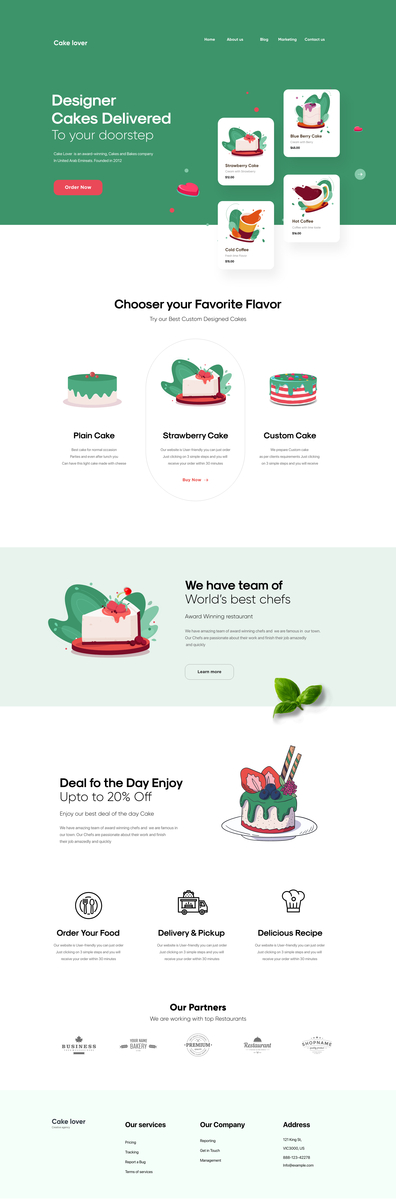 Cake lover
Home
About us
Blog
Marketing
Contact us
Designer
Cakes Delivered
To your doorstep
Cake Lover is an award winning, Cakes and Bakes company
In United Arab Emirates. Founded in 2012
Order Now
Strawberry Cake
Blue Berry Cake
Cold Coffee
Hot Coffee
Chooser your Favorite Flavor
Try our Best Custom Designed Cakes
Plain Cake
Best cake for normal occasion
Parties and even after lunch you
Can have this light cake made with cheese
Strawberry Cake
Our website is User-friendly you can just order
Just clicking on 3 simple steps and you will
receive your order within 30 minutes
Buy Now
Custom Cake
We prepare Custom cake
as per clients requirements. Just clicking
on 3 simple steps and you will receive
We have team of
World's best chefs
Award Winning restaurant
We have amazing team of award winning chefs and we are famous in our town
Our Chefs are passionate about their work and finish their job amazedly
and quickly
Learn more
Deal fo the Day Enjoy
Upto to 20% Off
Enjoy our best deal of the day Cake
We have amazing team of award winning chefs and we are famous in
our town Our Chefs are passionate about their work and finish
their job amazedly and quickly
Order Your Food
Our website is User-friendly you can just order
Just clicking on 3 simple steps and you will
receive your order within 30 minutes
Delivery & Pickup
Our website is User-friendly you can just order
Just clicking on 3 simple steps and you will
receive your order within 30 minutes
Delicious Recipe
Our website is User-friendly you can just order
Just clicking on 3 simple steps and you will
receive your order within 30 minutes
Our Partners
We are working with top Restaurants
BUSINESS
YOUR NAME
BAKERY
PREMIUM
Restaurant
SHOPNAME
Cake lover
Our services
Pricing
Tracking
Report a Bug
Terms of services
Our Company
Reporting
Get in Touch
Management
Address
121 King St,
VIC3000, US
888-123-42278
info@example.com